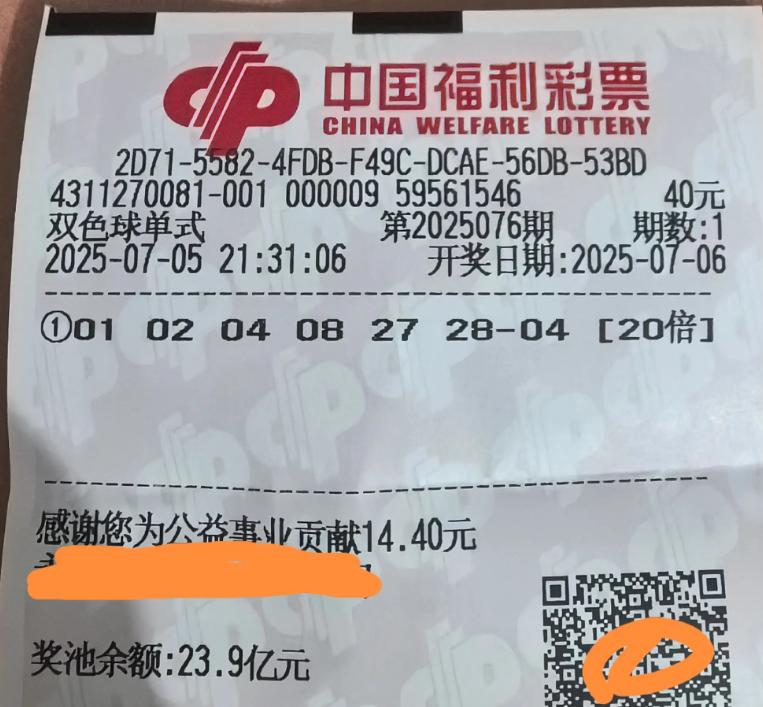 中国福利彩票
CHINA WELFARE LOTTERY
2D71-5582-4FDB-F49C-DCAE-56DB-53BD
4311270081-001 000009 59561546 40元
双色球单式 第2025076期 期数:1
2025-07-05 21:31:06 开奖日期:2025-07-06
①01 02 04 08 27 28-04 [20倍]
感谢您为公益事业贡献14.40元
奖池余额:23.9亿元